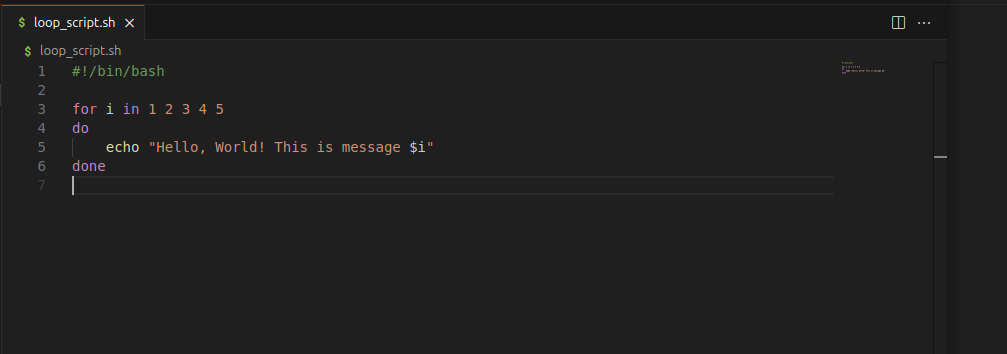 $ loop_script.sh ×
$ loop_script.sh
1 #!/bin/bash
2
3 for i in 1 2 3 4 5
4 do
5     echo "Hello, World! This is message $i"
6 done
7